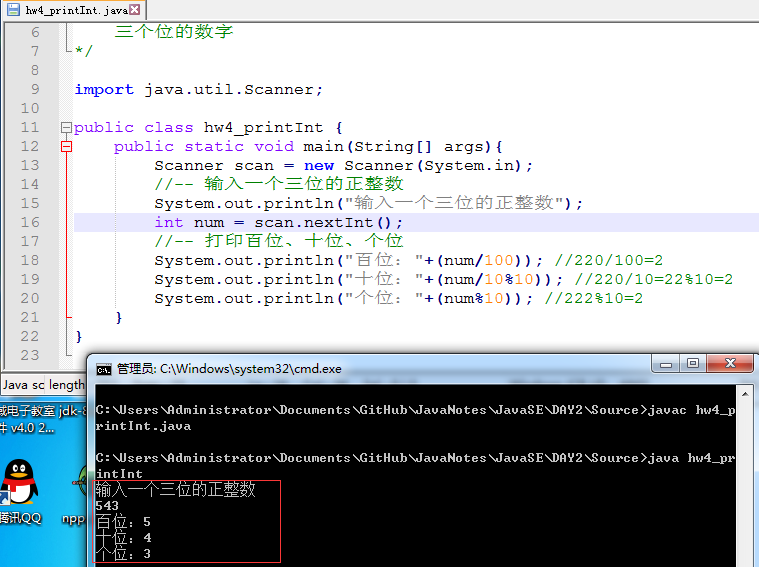 hw4_printInt.java
6 三个位的数字
7 */
8
9 import java.util.Scanner;
10
11 public class hw4_printInt {
12 public static void main(String[] args){
13 Scanner scan = new Scanner(System.in);
14 //-- 输入一个三位的正整数
15 System.out.println("输入一个三位的正整数");
16 int num = scan.nextInt();
17 //-- 打印百位、十位、个位
18 System.out.println("百位："+(num/100)); //220/100=2
19 System.out.println("十位："+(num/10%10)); //220/10=22%10=2
20 System.out.println("个位："+(num%10)); //222%10=2
21 }
22 }
23
Java sc length
管理员: C:\Windows\system32\cmd.exe
C:\Users\Administrator\Documents\GitHub\JavaNotes\JavaSE\DAY2\Source>javac hw4_p
rintInt.java
C:\Users\Administrator\Documents\GitHub\JavaNotes\JavaSE\DAY2\Source>java hw4_pr
intInt
输入一个三位的正整数
543
百位：5
十位：4
个位：3
域电子教室 jdk-8
件 v4.0 2...
腾讯QQ npp